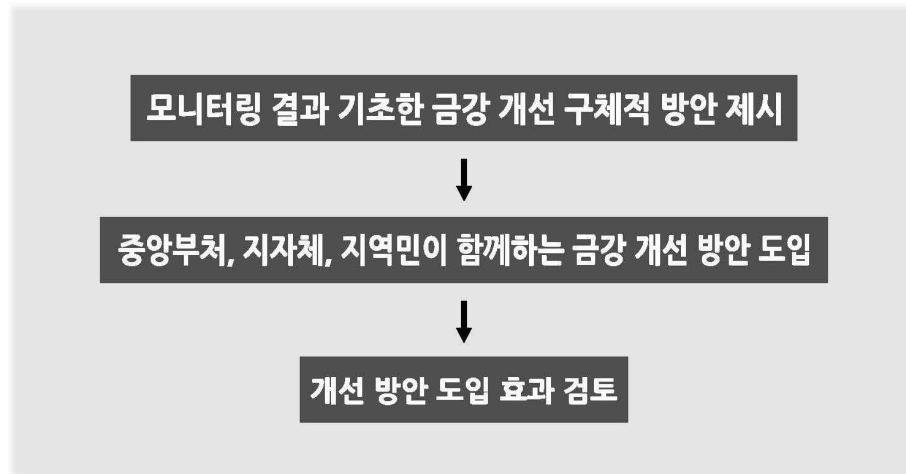 모니터링 결과 기초한 금강 개선 구체적 방안 제시
중앙부처, 지자체, 지역민이 함께하는 금강 개선 방안 도입
개선 방안 도입 효과 검토